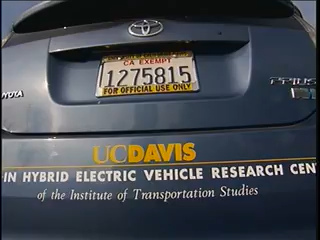 CA EXEMPT
1275815
FOR OFFICIAL USE ONLY
NOTA PRIUS
UCDAVIS
-IN HYBRID ELECTRIC VEHICLE RESEARCH CEN
of the Institute of Transportation Studies